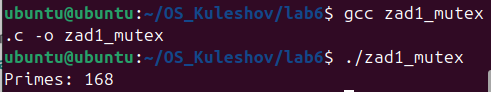 ubuntu@ubuntu:~/OS_Kuleshov/lab6$ gcc zad1_mutex
.c -o zad1_mutex
ubuntu@ubuntu:~/OS_Kuleshov/lab6$ ./zad1_mutex
Primes: 168